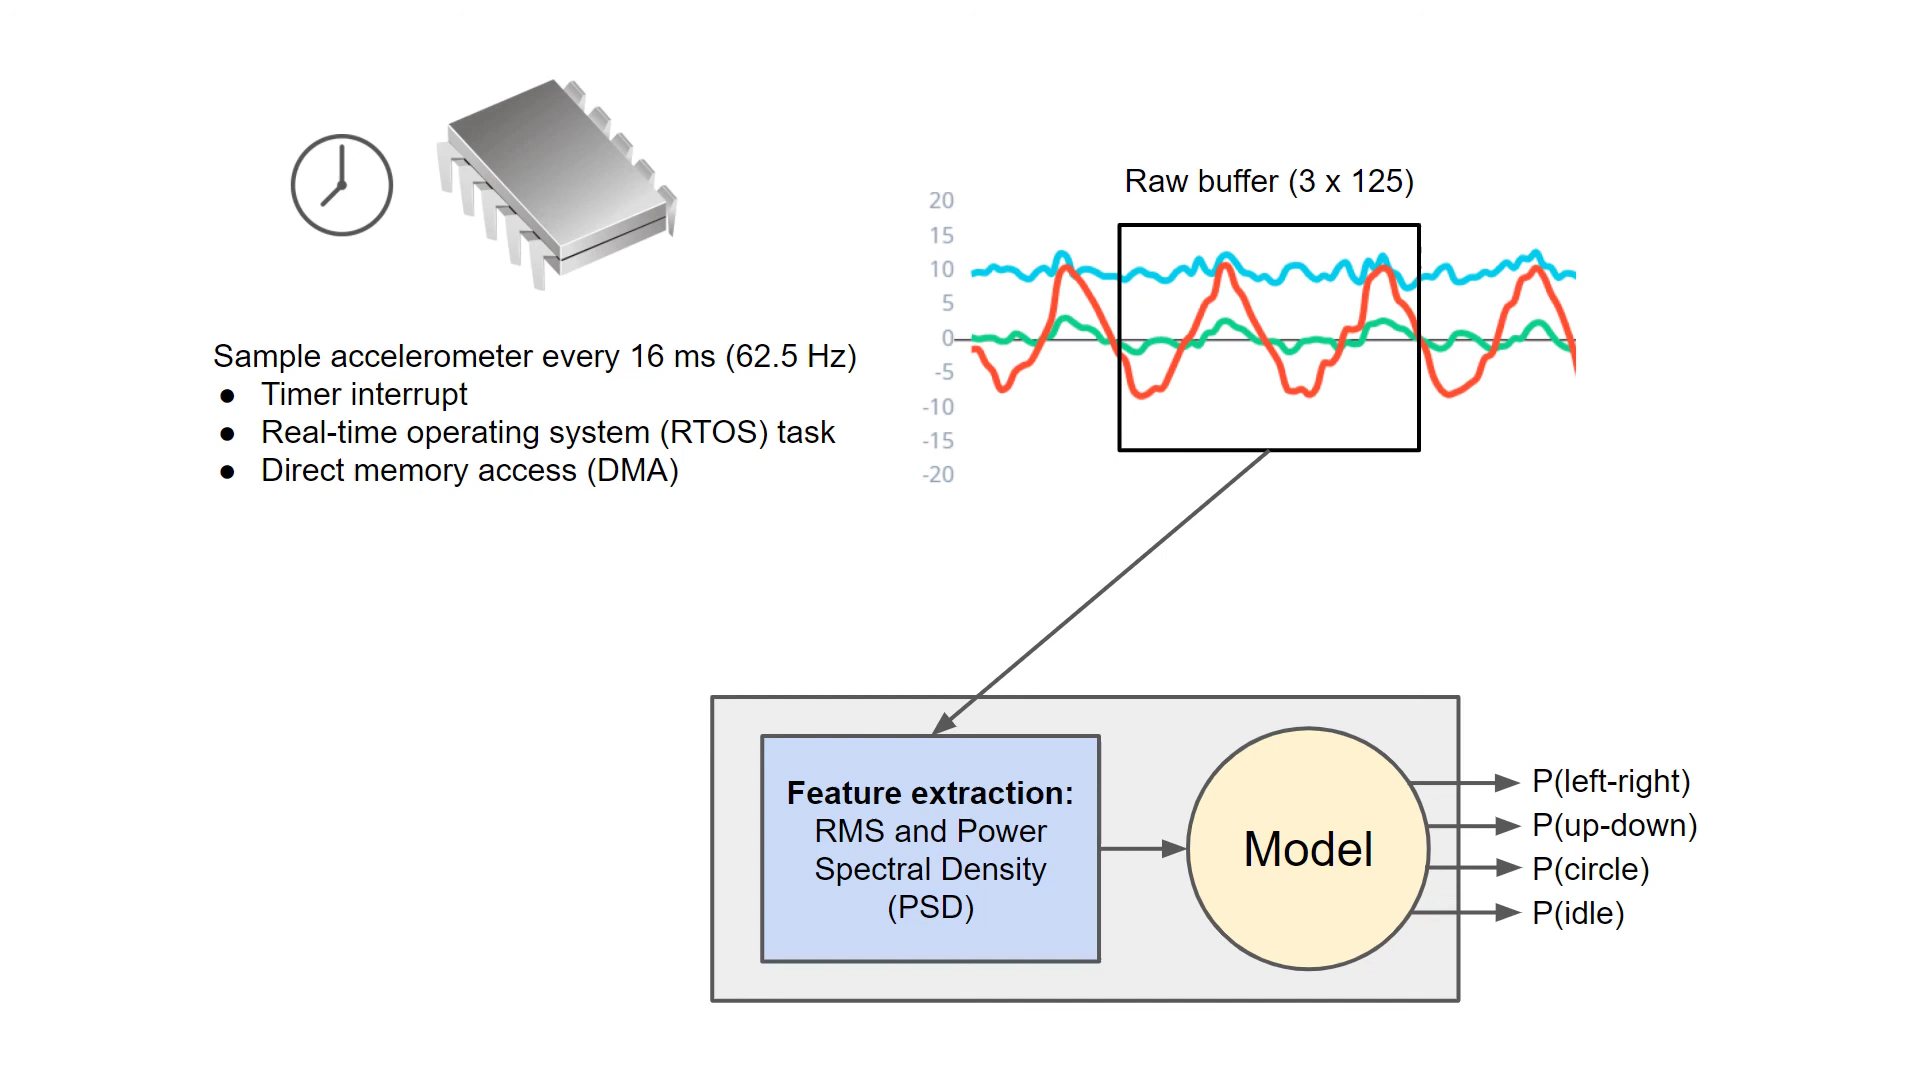 Sample accelerometer every 16 ms (62.5 Hz)
● Timer interrupt
● Real-time operating system (RTOS) task
● Direct memory access (DMA)
Raw buffer (3 x 125)
20
15
10
5
0
-5
-10
-15
-20
Feature extraction:
RMS and Power
Spectral Density
(PSD)
Model
P(left-right)
P(up-down)
P(circle)
P(idle)